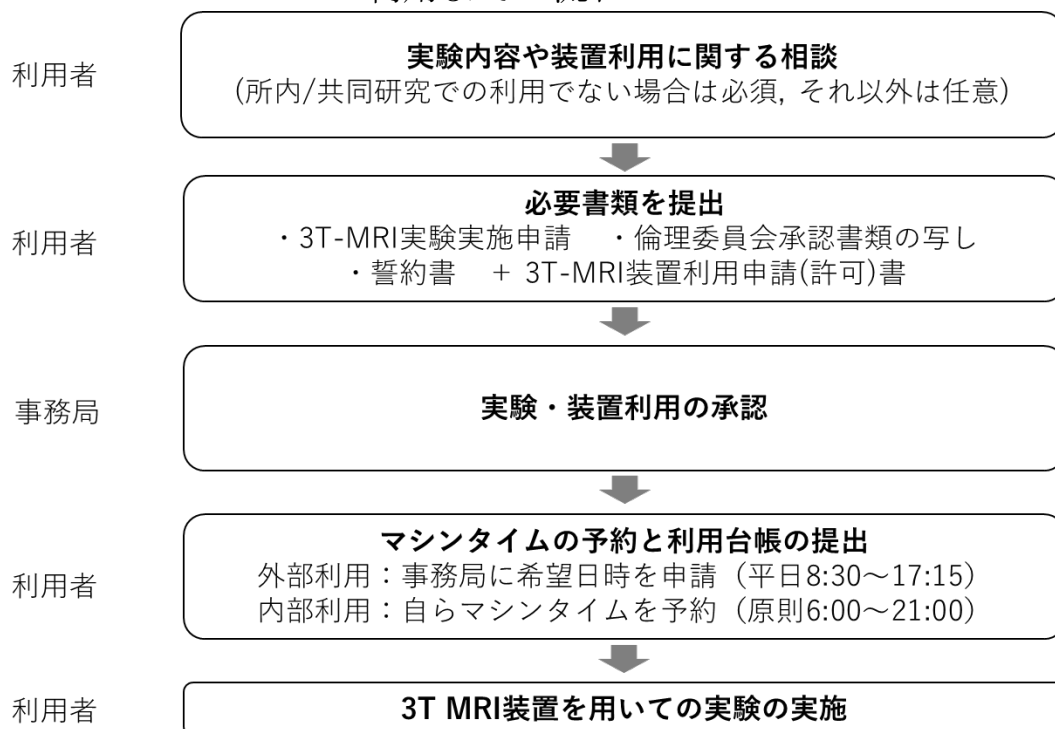 利用者
実験内容や装置利用に関する相談
(所内/共同研究での利用でない場合は必須, それ以外は任意)
利用者
必要書類を提出
・3T-MRI実験実施申請 ・倫理委員会承認書類の写し
・誓約書 + 3T-MRI装置利用申請(許可)書
事務局
実験・装置利用の承認
利用者
マシンタイムの予約と利用台帳の提出
外部利用：事務局に希望日時を申請（平日8:30〜17:15）
内部利用：自らマシンタイムを予約（原則6:00〜21:00）
利用者
3T MRI装置を用いての実験の実施